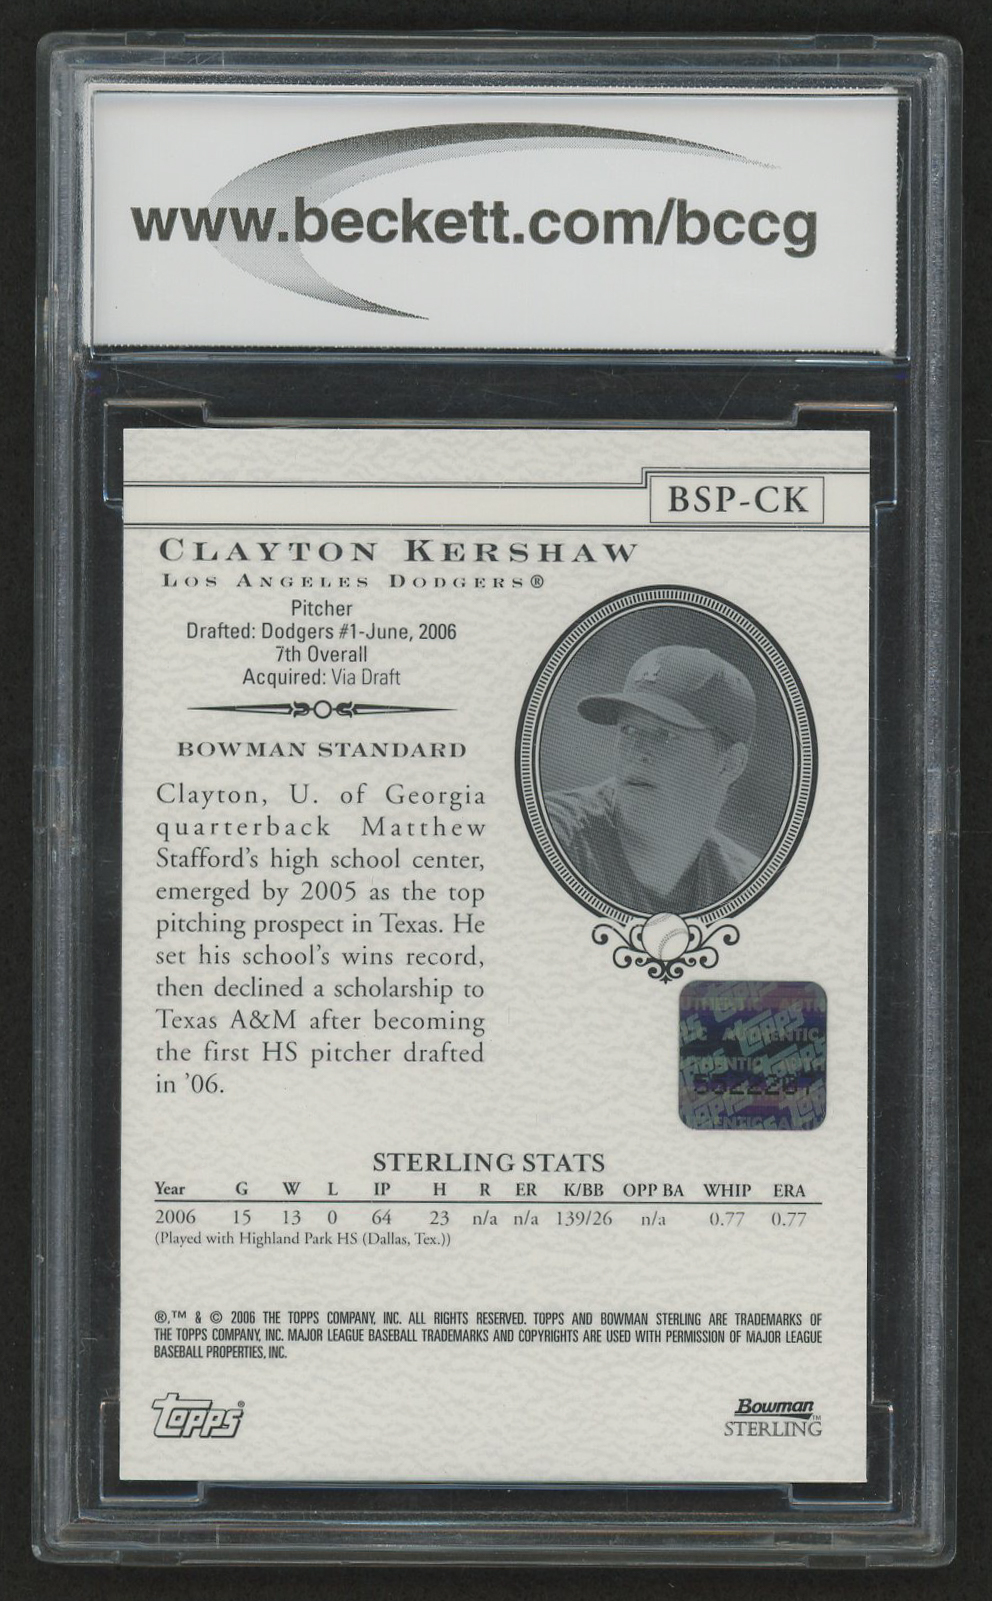 www.beckett.com/bccg
BSP-CK
CLAYTON KERSHAW
LOS ANGELES DODGERS®
Pitcher
Drafted: Dodgers #1-June, 2006
7th Overall
Acquired: Via Draft
BOWMAN STANDARD
Clayton, U. of Georgia
quarterback Matthew
Stafford's high school center,
emerged by 2005 as the top
pitching prospect in Texas. He
set his school's wins record,
then declined a scholarship to
Texas A&M after becoming
the first HS pitcher drafted
in '06.
STERLING STATS
Year G W L IP H R ER K/BB OPP BA WHIP ERA
2006 15 13 0 64 23 n/a n/a 139/26 n/a 0.77 0.77
(Played with Highland Park HS (Dallas, Tex.))
®,™ & © 2006 THE TOPPS COMPANY, INC. ALL RIGHTS RESERVED. TOPPS AND BOWMAN STERLING ARE TRADEMARKS OF
THE TOPPS COMPANY, INC. MAJOR LEAGUE BASEBALL TRADEMARKS AND COPYRIGHTS ARE USED WITH PERMISSION OF MAJOR LEAGUE
BASEBALL PROPERTIES, INC.
Topps®
Bowman™
STERLING